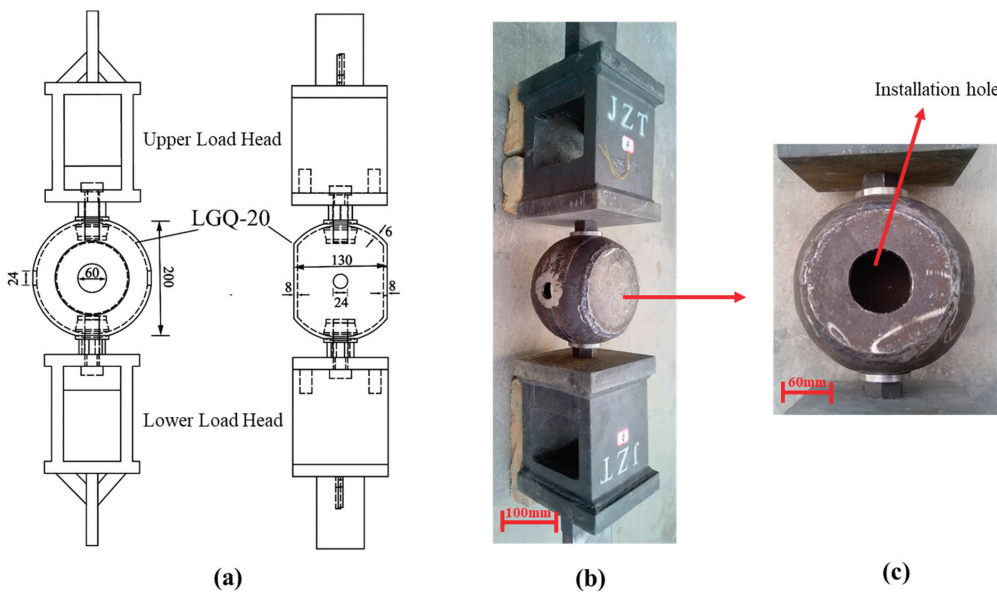 Upper Load Head
LGQ-20
24
60
200
6
130
8
24
8
Lower Load Head
(a)
JZT
JZT
100mm
(b)
Installation hole
60mm
(c)